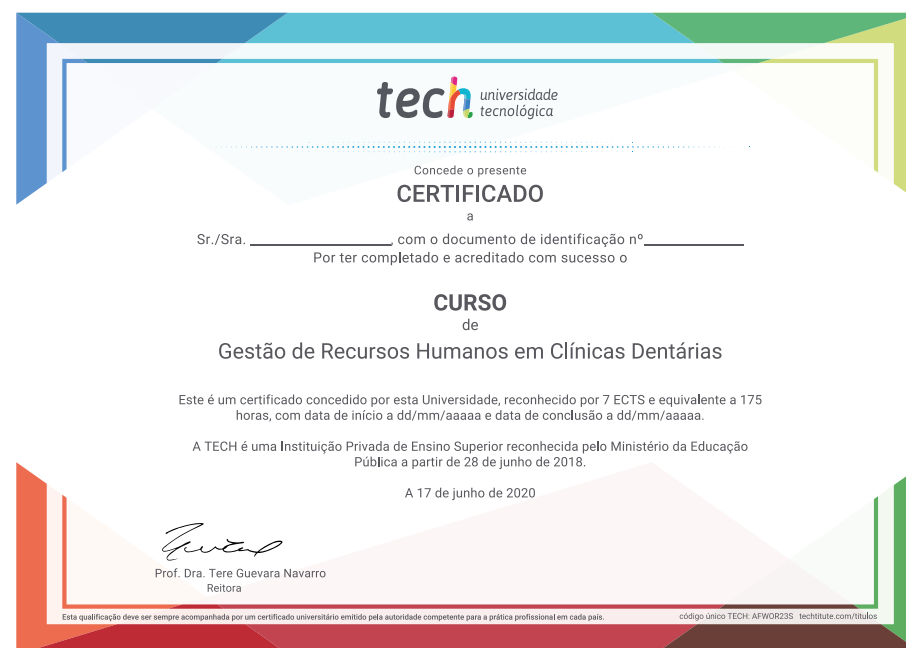 tech universidade
tecnológica
Concede o presente
CERTIFICADO
a
Sr./Sra. ____________________, com o documento de identificação nº______________
Por ter completado e acreditado com sucesso o
CURSO
de
Gestão de Recursos Humanos em Clínicas Dentárias
Este é um certificado concedido por esta Universidade, reconhecido por 7 ECTS e equivalente a 175
horas, com data de início a dd/mm/aaaaa e data de conclusão a dd/mm/aaaaa.
A TECH é uma Instituição Privada de Ensino Superior reconhecida pelo Ministério da Educação
Pública a partir de 28 de junho de 2018.
A 17 de junho de 2020
Prof. Dra. Tere Guevara Navarro
Reitora
Esta qualificação deve ser sempre acompanhada por um certificado universitário emitido pela autoridade competente para a prática profissional em cada país. código único TECH: AFWOR23S techtitute.com/titulos